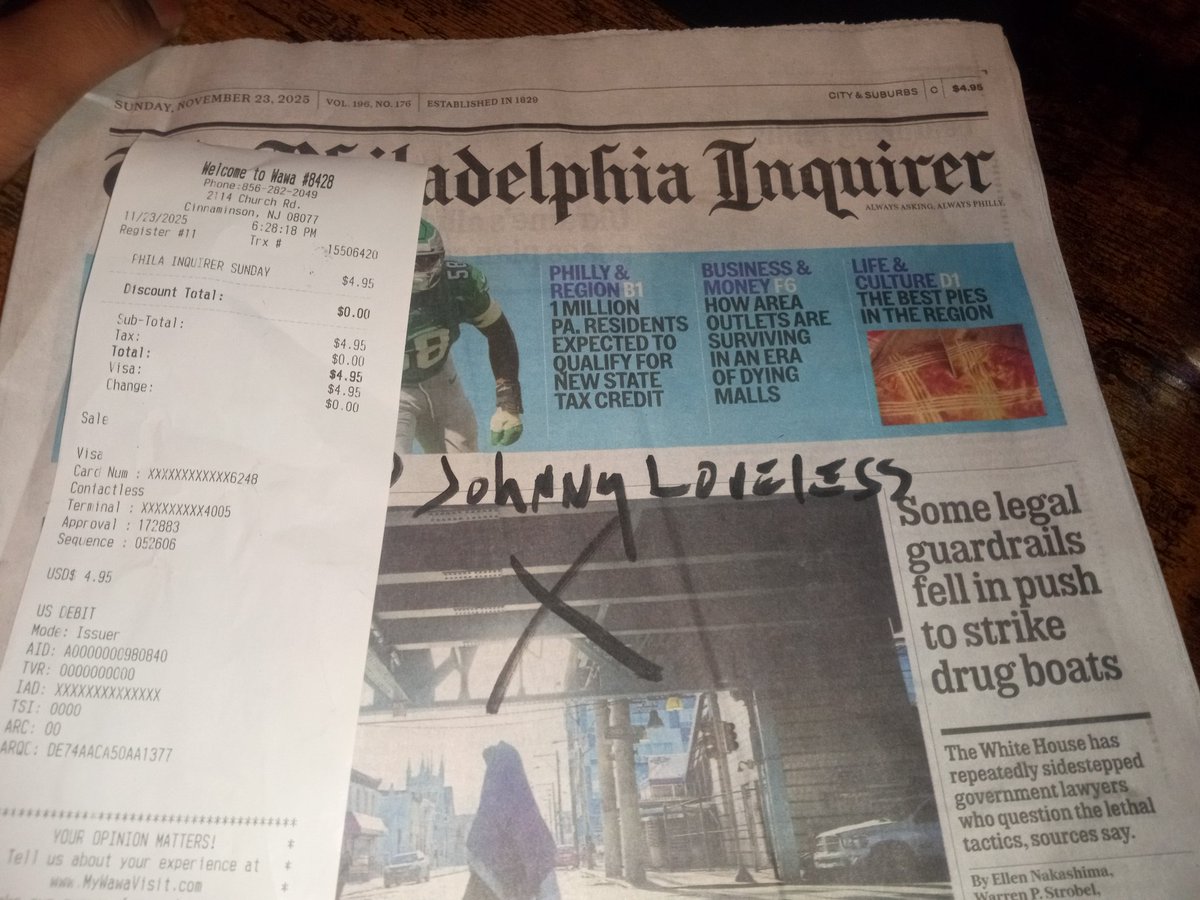 SUNDAY, NOVEMBER 23, 2025 VOL. 196, NO. 176 ESTABLISHED IN 1829 CITY & SUBURBS C $4.95
Philadelphia Inquirer
ALWAYS ASKING, ALWAYS PHILLY.
Welcome to Wawa #8428
Phone:856-282-2049
2114 Church Rd.
Cinnaminson, NJ 08077
11/23/2025 6:28:18 PM
Register #11 Trx # 15506420
PHILA INQUIRER SUNDAY $4.95
Discount Total: $0.00
Sub-Total: $4.95
Tax: $0.00
Total: $4.95
Visa: $4.95
Change: $0.00
Sale
Visa
Card Num : XXXXXXXXXXXX6248
Contactless
Terminal : XXXXXXXXX4005
Approval : 172883
Sequence : 052606
USD$ 4.95
US DEBIT
Mode: Issuer
AID: A0000000980840
TVR: 0000000000
IAD: XXXXXXXXXXXXXX
TSI: 0000
ARC: 00
ARQC: DE74AACA50AA1377
*******************************
YOUR OPINION MATTERS! *
Tell us about your experience at *
www.MyWawaVisit.com *
58
PHILLY &
REGION B1
1 MILLION
PA. RESIDENTS
EXPECTED TO
QUALIFY FOR
NEW STATE
TAX CREDIT
BUSINESS &
MONEY F6
HOW AREA
OUTLETS ARE
SURVIVING
IN AN ERA
OF DYING
MALLS
LIFE &
CULTURE D1
THE BEST PIES
IN THE REGION
JOHNNY LOVELESS
X
Some legal
guardrails
fell in push
to strike
drug boats
The White House has
repeatedly sidestepped
government lawyers
who question the lethal
tactics, sources say.
By Ellen Nakashima,
Warren P. Strobel,